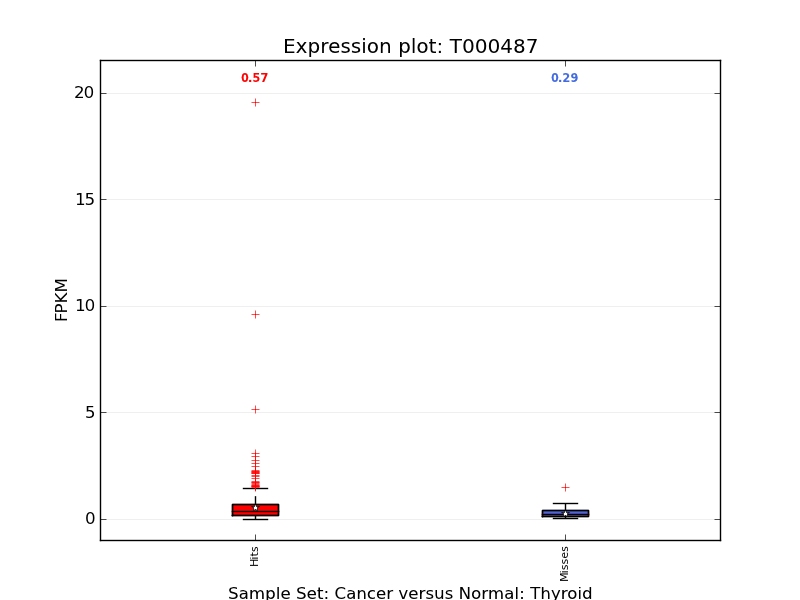 Expression plot: T000487
0.57
0.29
20
15
10
5
0
FPKM
Hits
Misses
Sample Set: Cancer versus Normal: Thyroid